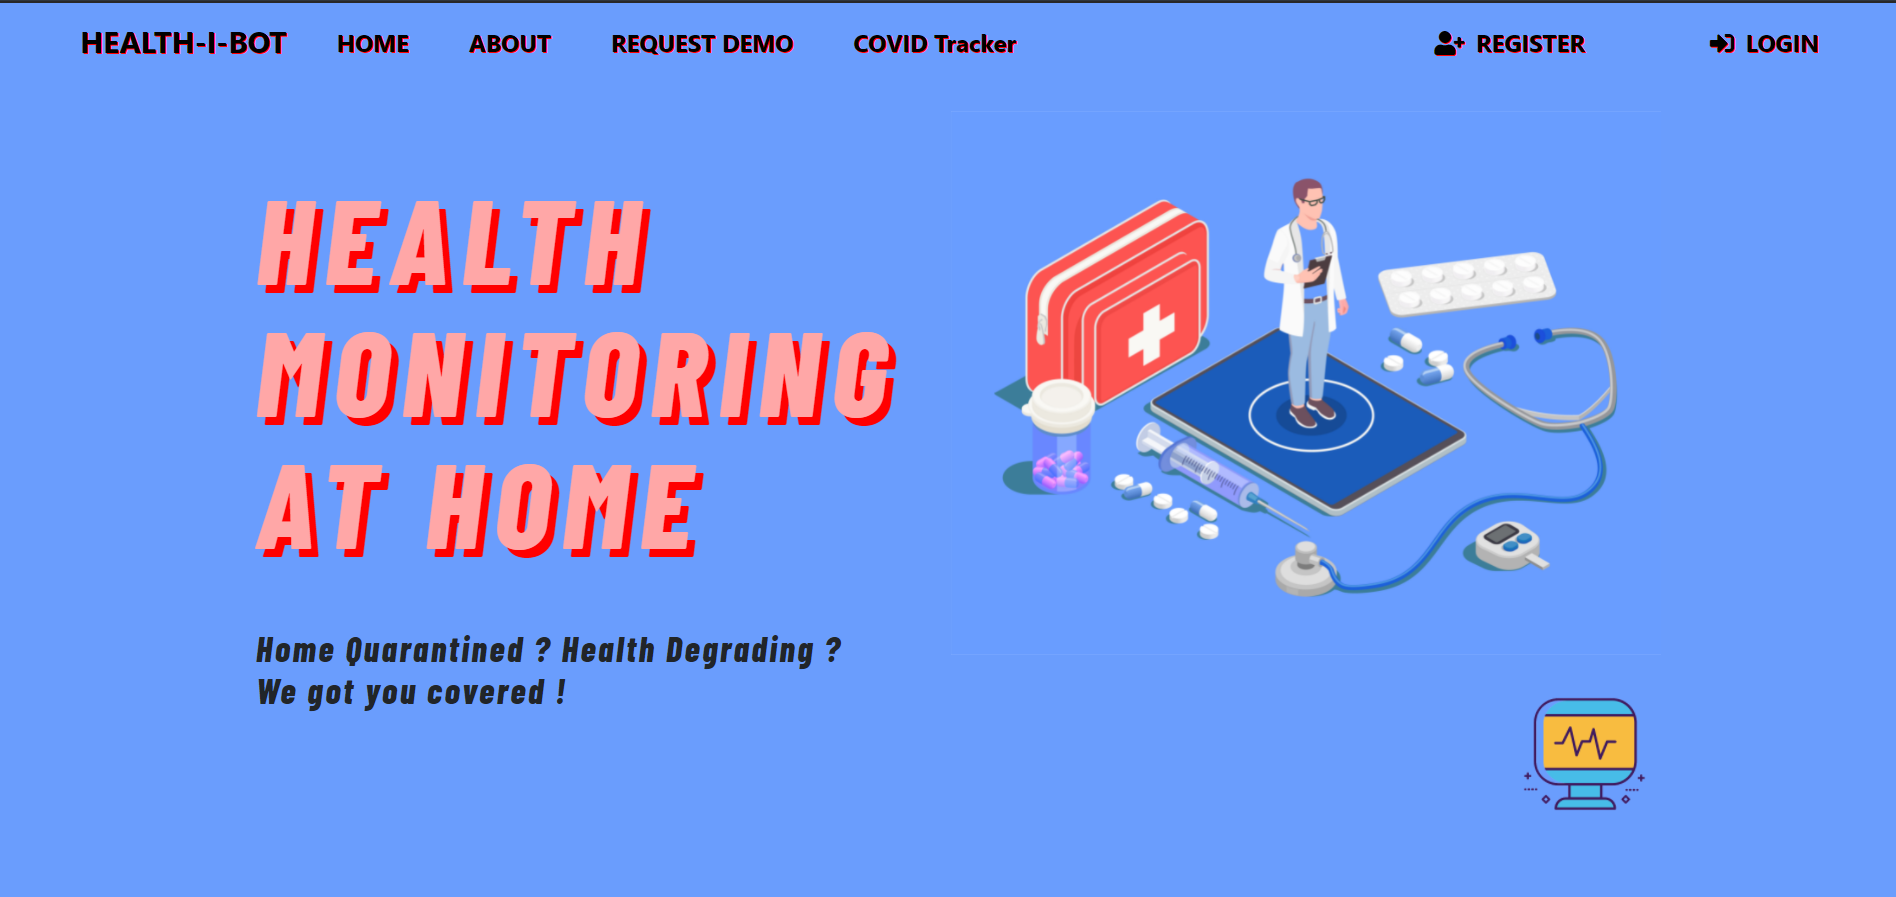 HEALTH-I-BOT HOME ABOUT REQUEST DEMO COVID Tracker REGISTER LOGIN
HEALTH
MONITORING
AT HOME
Home Quarantined ? Health Degrading ?
We got you covered !